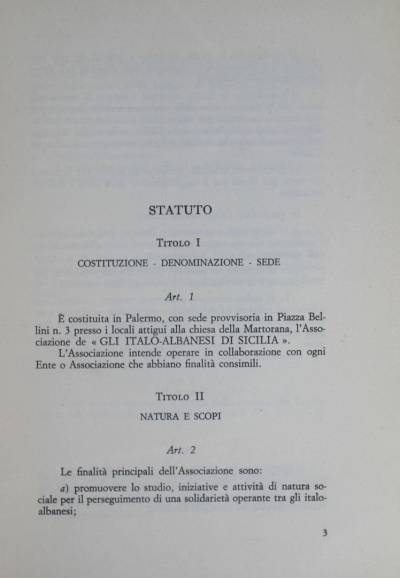 STATUTO
TITOLO I
COSTITUZIONE - DENOMINAZIONE - SEDE
Art. 1
È costituita in Palermo, con sede provvisoria in Piazza Bel-
lini n. 3 presso i locali attigui alla chiesa della Martorana, l'Asso-
ciazione de « GLI ITALO-ALBANESI DI SICILIA ».
L'Associazione intende operare in collaborazione con ogni
Ente o Associazione che abbiano finalità consimili.
TITOLO II
NATURA E SCOPI
Art. 2
Le finalità principali dell'Associazione sono:
a) promuovere lo studio, iniziative e attività di natura so-
ciale per il perseguimento di una solidarietà operante tra gli italo-
albanesi;
3